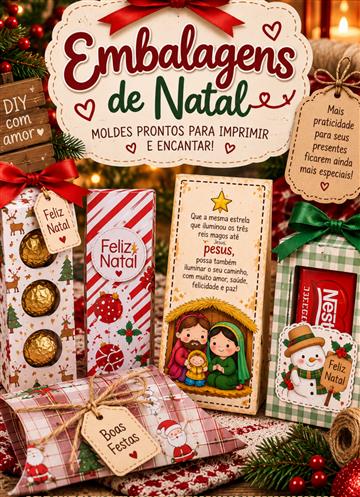 Embalagens
de Natal
MOLDES PRONTOS PARA IMPRIMIR
E ENCANTAR!
DIY
com
amor
Mais
praticidade
para seus
presentes
ficarem ainda
mais especiais!
Feliz
Natal
Feliz
Natal
Que a mesma estrela
que iluminou os três
reis magos até
Jesus,
pesus,
possa também
iluminar o seu caminho,
com muito amor, saúde,
felicidade e paz!
Nest
Feliz
Natal
Boas
Festas